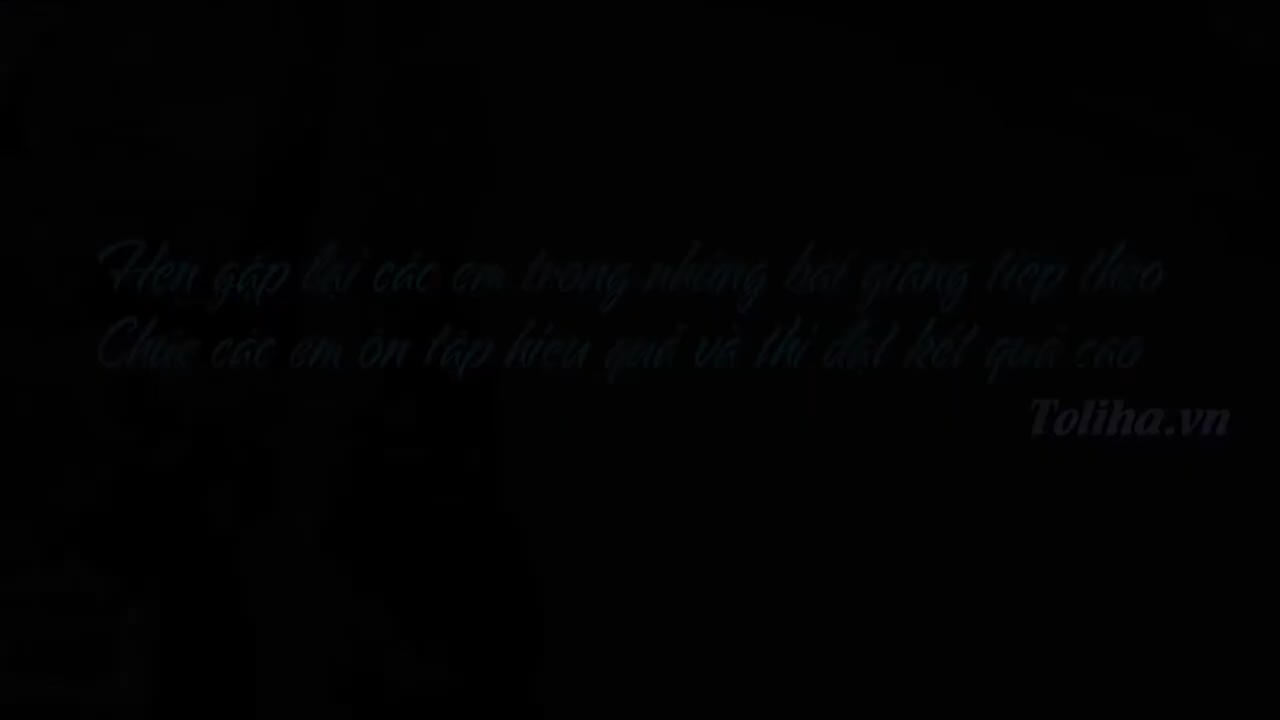 Hẹn gặp lại các em trong những bài giảng tiếp theo
Chúc các em ôn tập hiệu quả và thi đạt kết quả cao
Toliha.vn